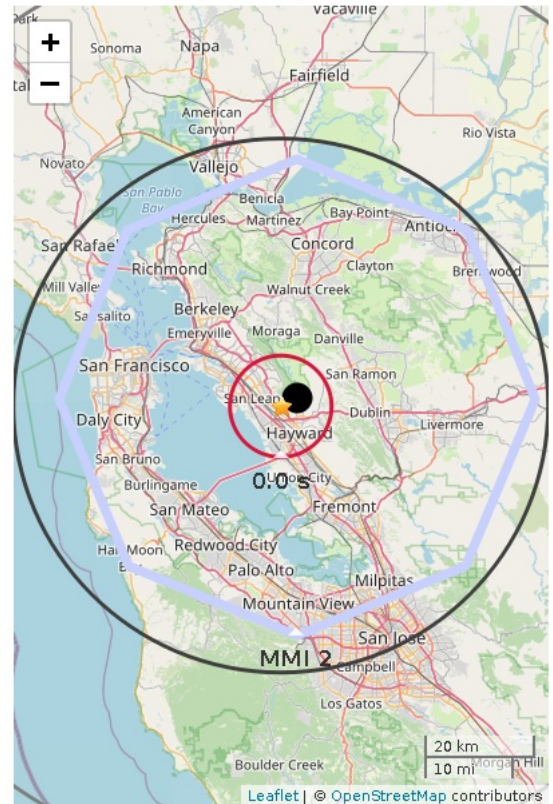 Vacaville
+
Napa
Sonoma
−
Fairfield
American
Canyon
Rio Vista
Novato
Vallejo
San Pablo
Bay
Benicia
Hercules
Martinez
Bay Point
San Rafael
Concord
Antioch
Richmond
Clayton
Mill Valley
Walnut Creek
Brentwood
Sausalito
Berkeley
Emeryville
Moraga
Danville
San Francisco
San Ramon
San Lean
Dublin
Daly City
Hayward
Livermore
San Bruno
0.0 s
Union City
Burlingame
San Mateo
Fremont
Half Moon
Bay
Redwood City
Palo Alto
Milpitas
Mountain View
San Jose
MMI 2
Campbell
Los Gatos
20 km
10 mi
Boulder Creek
Morgan Hill
Leaflet | © OpenStreetMap contributors